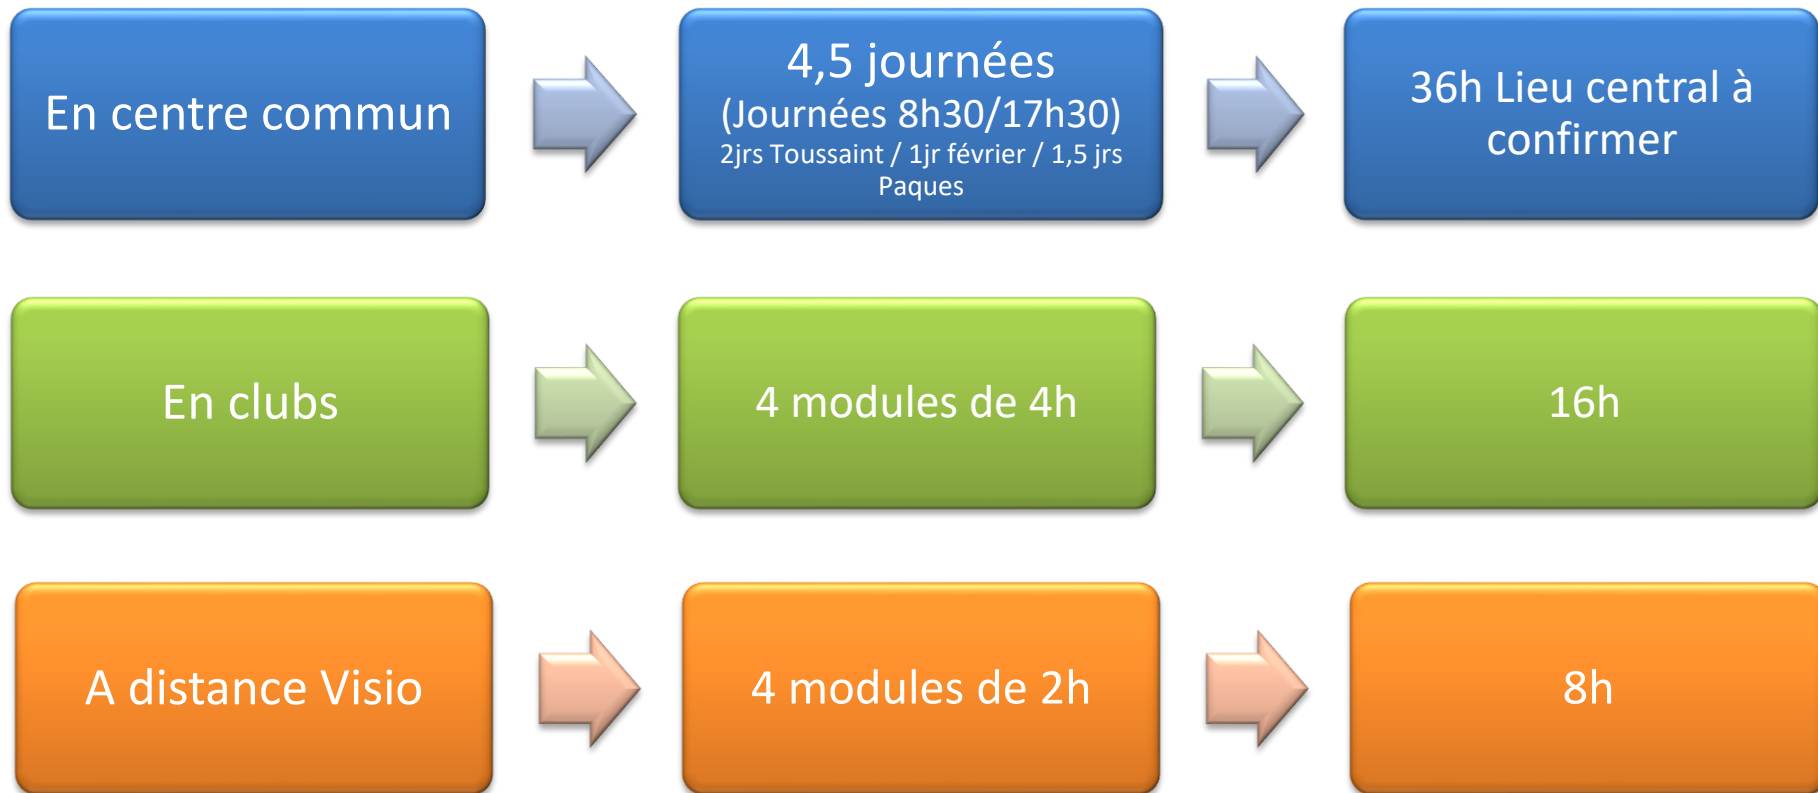 En centre commun
4,5 journées
(Journées 8h30/17h30)
2jrs Toussaint / 1jr février / 1,5 jrs
Paques
36h Lieu central à
confirmer
En clubs
4 modules de 4h
16h
A distance Visio
4 modules de 2h
8h